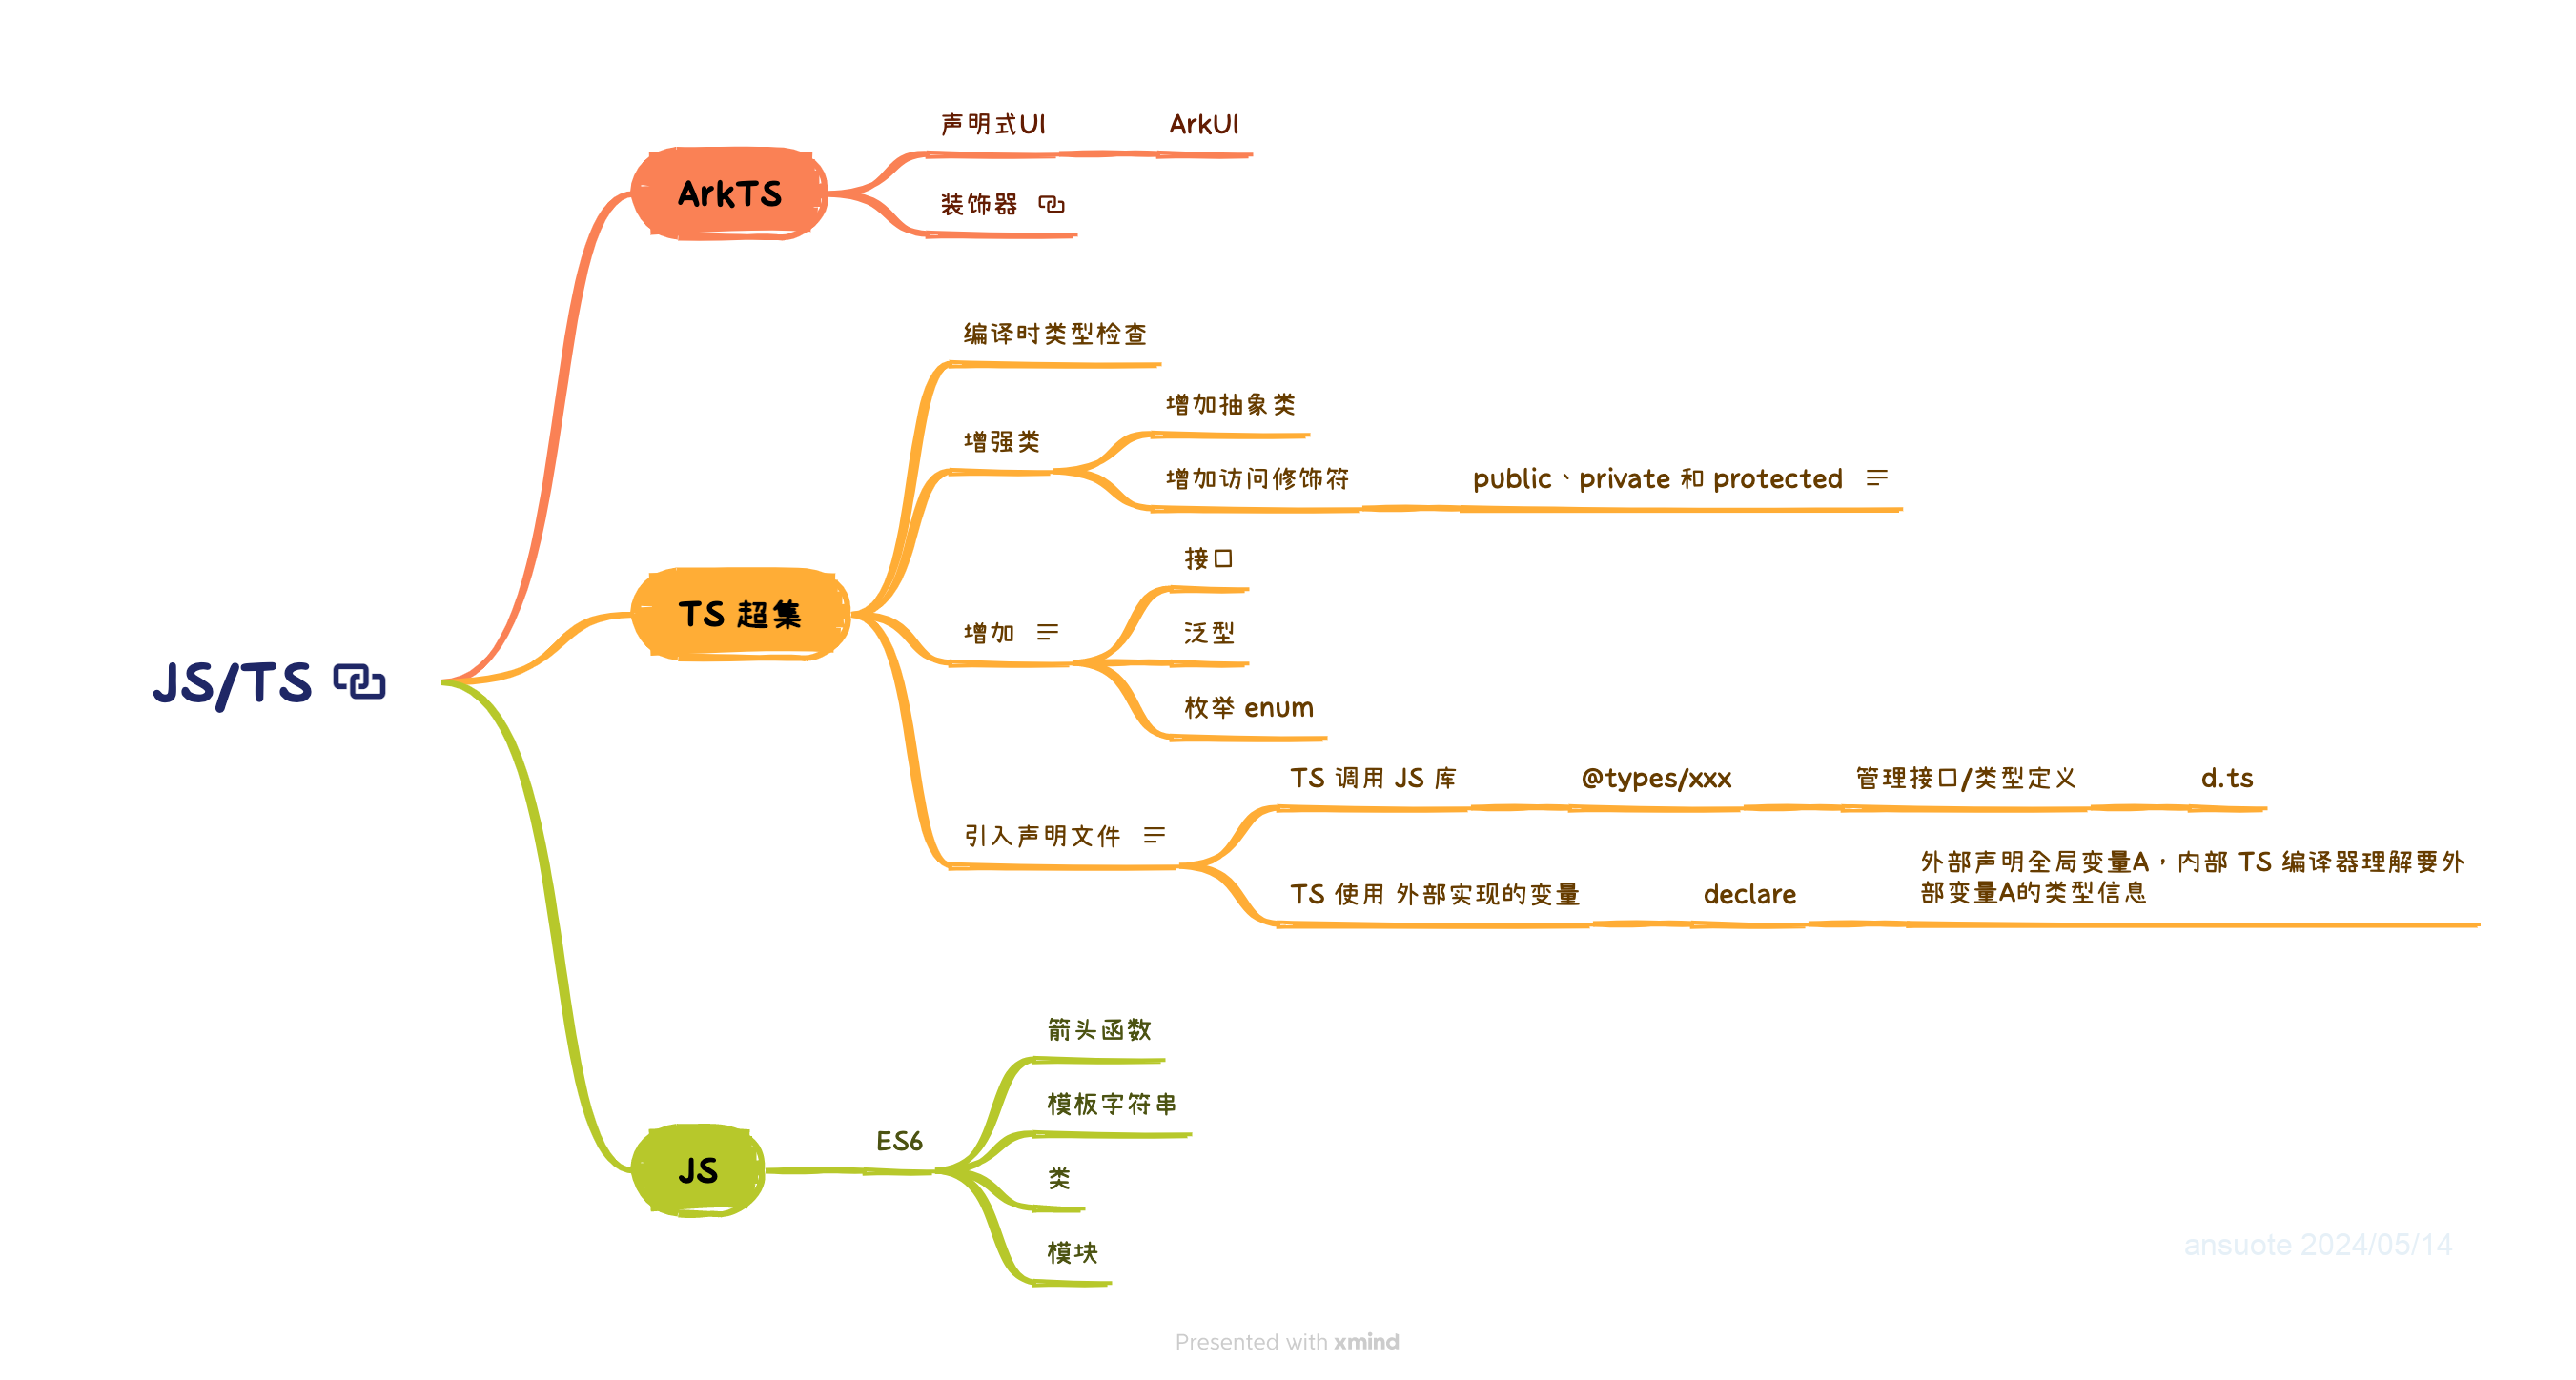 声明式UI
ArkUI
ArkTS
装饰器
编译时类型检查
增加抽象类
增强类
增加访问修饰符
public、private 和 protected
接口
TS 超集
增加
泛型
枚举 enum
JS/TS
TS 调用 JS 库
@types/xxx
管理接口/类型定义
d.ts
引入声明文件
TS 使用 外部实现的变量
declare
外部声明全局变量A，内部 TS 编译器理解要外
部变量A的类型信息
箭头函数
模板字符串
ES6
JS
类
模块
ansuote 2024/05/14
Presented with xmind